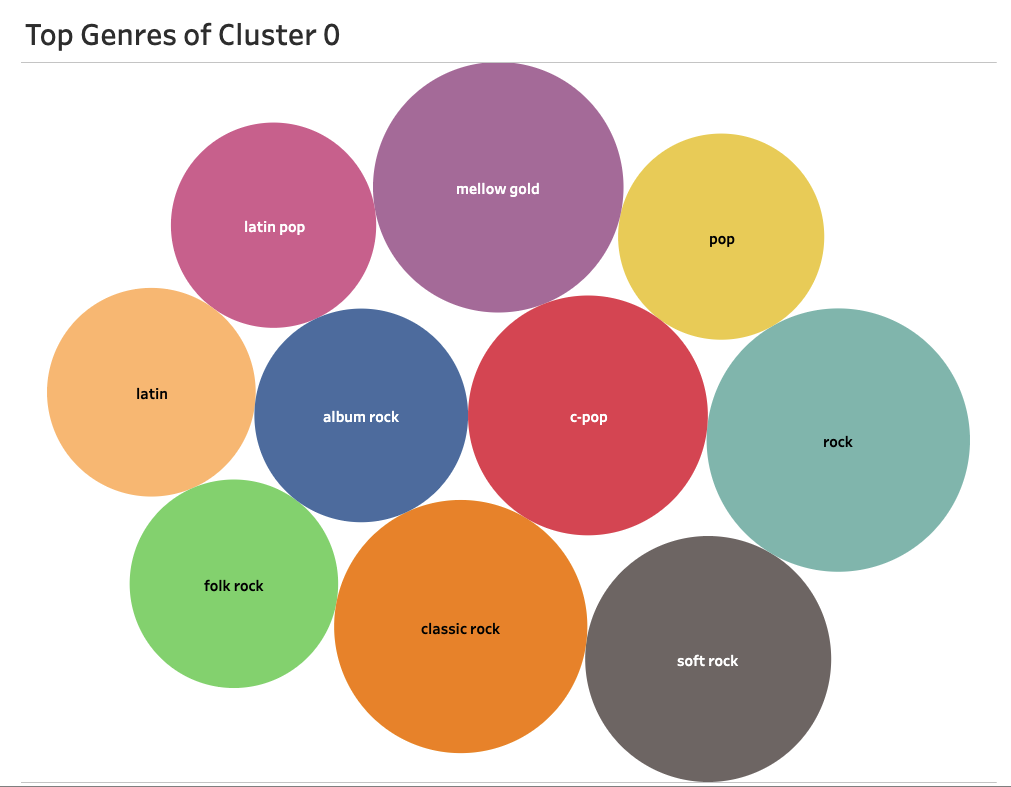 Top Genres of Cluster 0
mellow gold
latin pop
pop
latin
album rock
c-pop
rock
folk rock
classic rock
soft rock